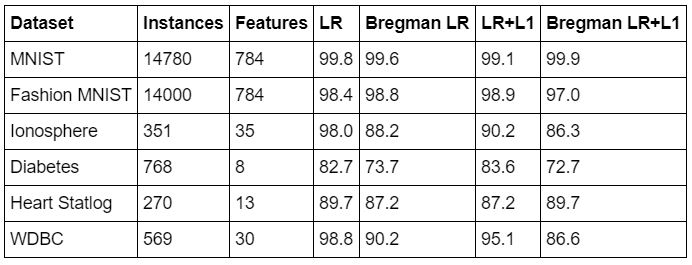 Dataset Instances Features LR Bregman LR LR+L1 Bregman LR+L1
MNIST 14780 784 99.8 99.6 99.1 99.9
Fashion MNIST 14000 784 98.4 98.8 98.9 97.0
Ionosphere 351 35 98.0 88.2 90.2 86.3
Diabetes 768 8 82.7 73.7 83.6 72.7
Heart Statlog 270 13 89.7 87.2 87.2 89.7
WDBC 569 30 98.8 90.2 95.1 86.6